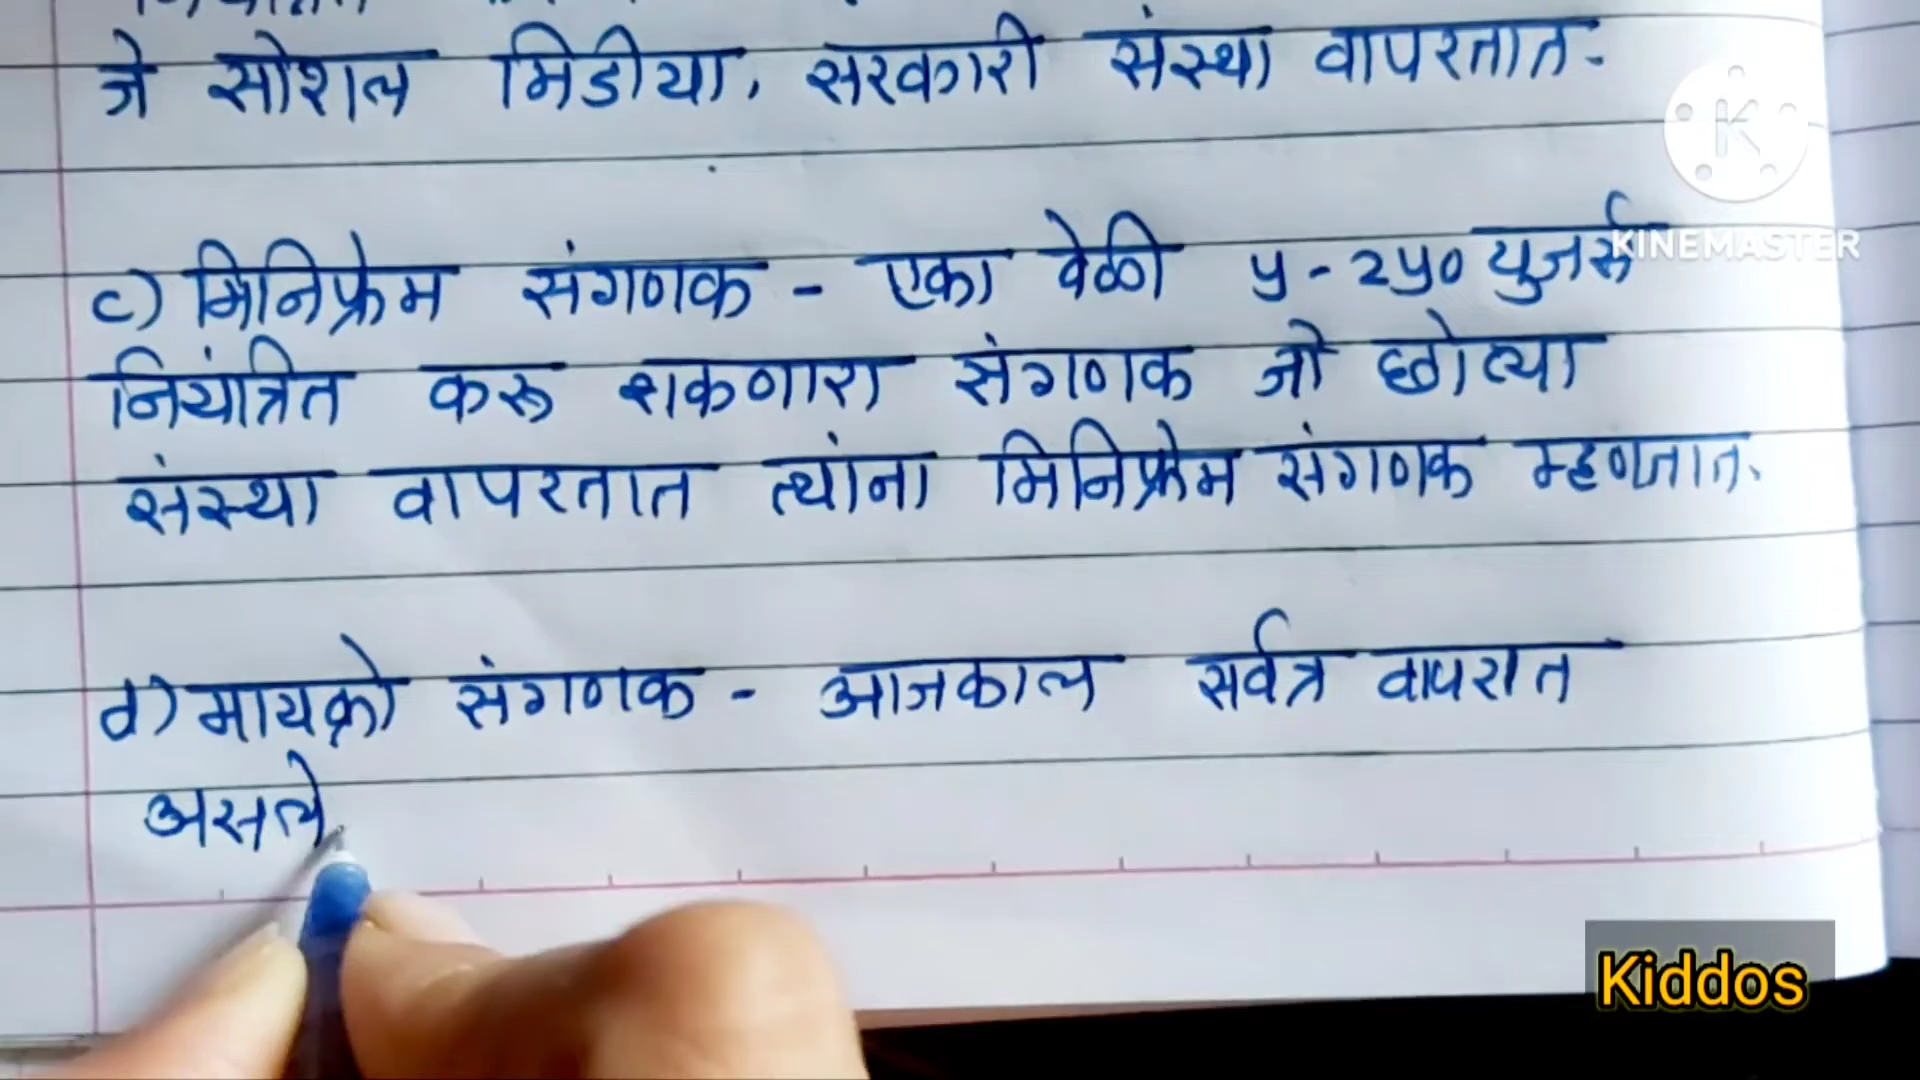 जे सोशल मिडीया, सरकारी संस्था वापरतात.
c) मिनिफ्रेम संगणक - एका वेळी ५-२५० युजर्स
नियंत्रित करू शकणारा संगणक जो छोट्या
संस्था वापरतात त्यांना मिनिफ्रेम संगणक म्हणतात.
d) मायक्रो संगणक - आजकाल सर्वत्र वापरात
असले
KINEMASTER
Kiddos